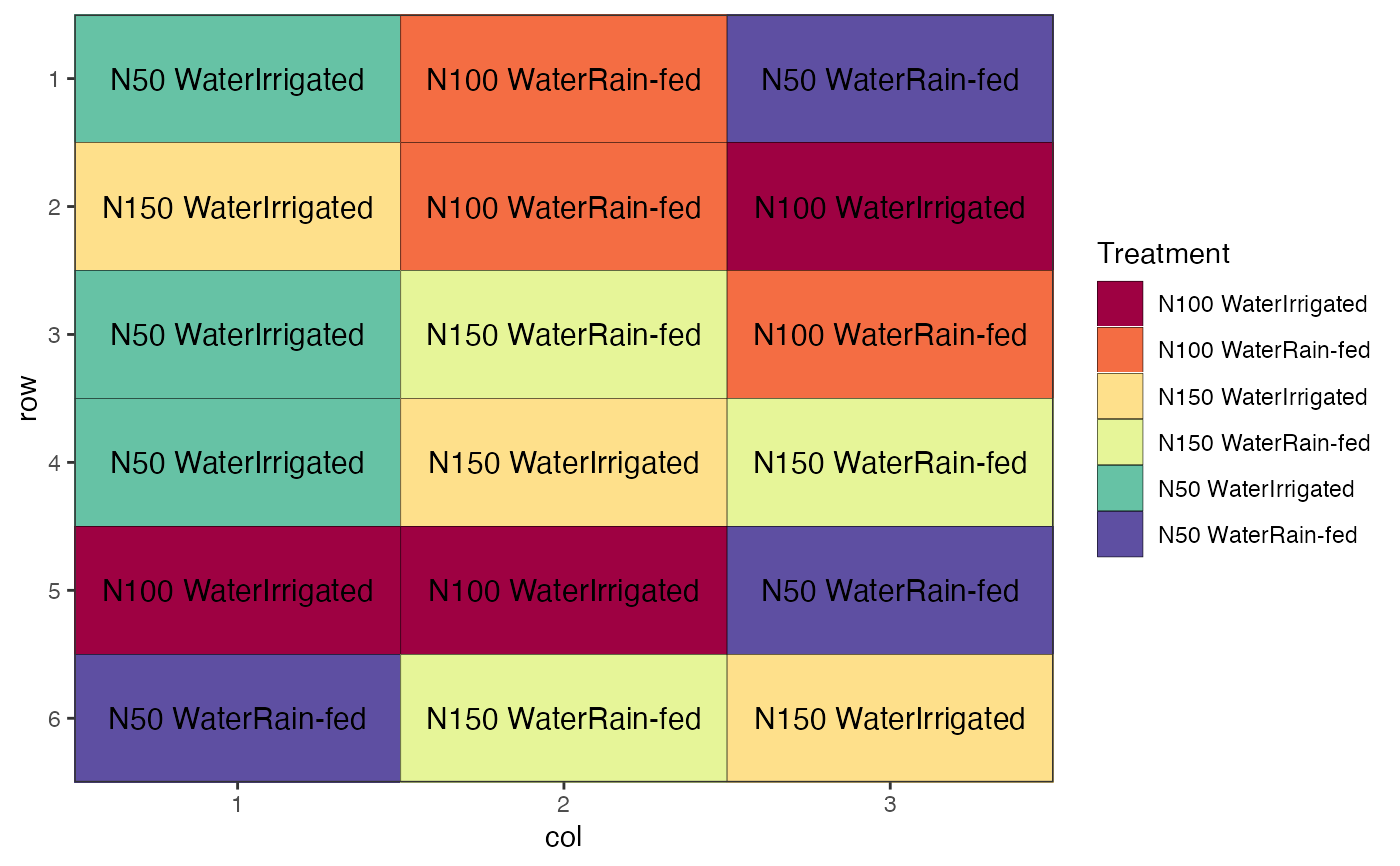 1 N50 WaterIrrigated N100 WaterRain-fed N50 WaterRain-fed
2 N150 WaterIrrigated N100 WaterRain-fed N100 WaterIrrigated
3 N50 WaterIrrigated N150 WaterRain-fed N100 WaterRain-fed
4 N50 WaterIrrigated N150 WaterIrrigated N150 WaterRain-fed
5 N100 WaterIrrigated N100 WaterIrrigated N50 WaterRain-fed
6 N50 WaterRain-fed N150 WaterRain-fed N150 WaterIrrigated
row
1 2 3
col
Treatment
N100 WaterIrrigated
N100 WaterRain-fed
N150 WaterIrrigated
N150 WaterRain-fed
N50 WaterIrrigated
N50 WaterRain-fed